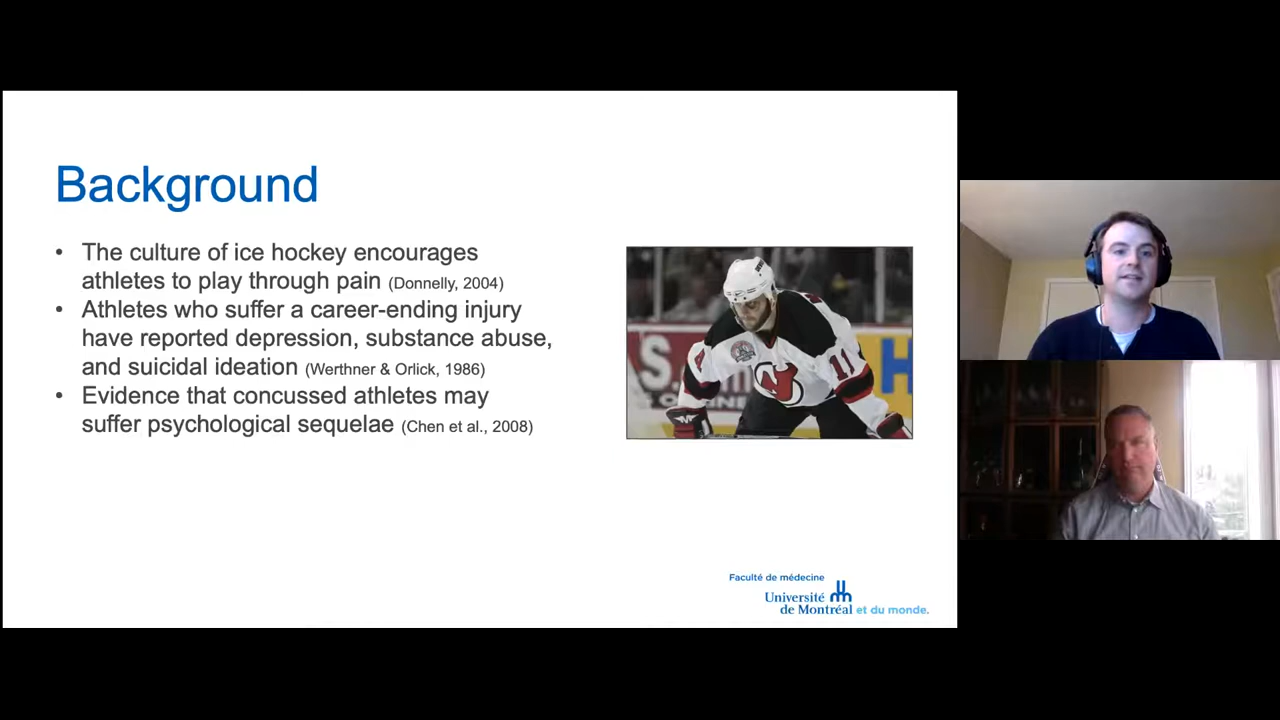 Background
• The culture of ice hockey encourages
athletes to play through pain (Donnelly, 2004)
• Athletes who suffer a career-ending injury
have reported depression, substance abuse,
and suicidal ideation (Werthner & Orlick, 1986)
• Evidence that concussed athletes may
suffer psychological sequelae (Chen et al., 2008)
11
Faculté de médecine
Université
de Montréal et du monde.